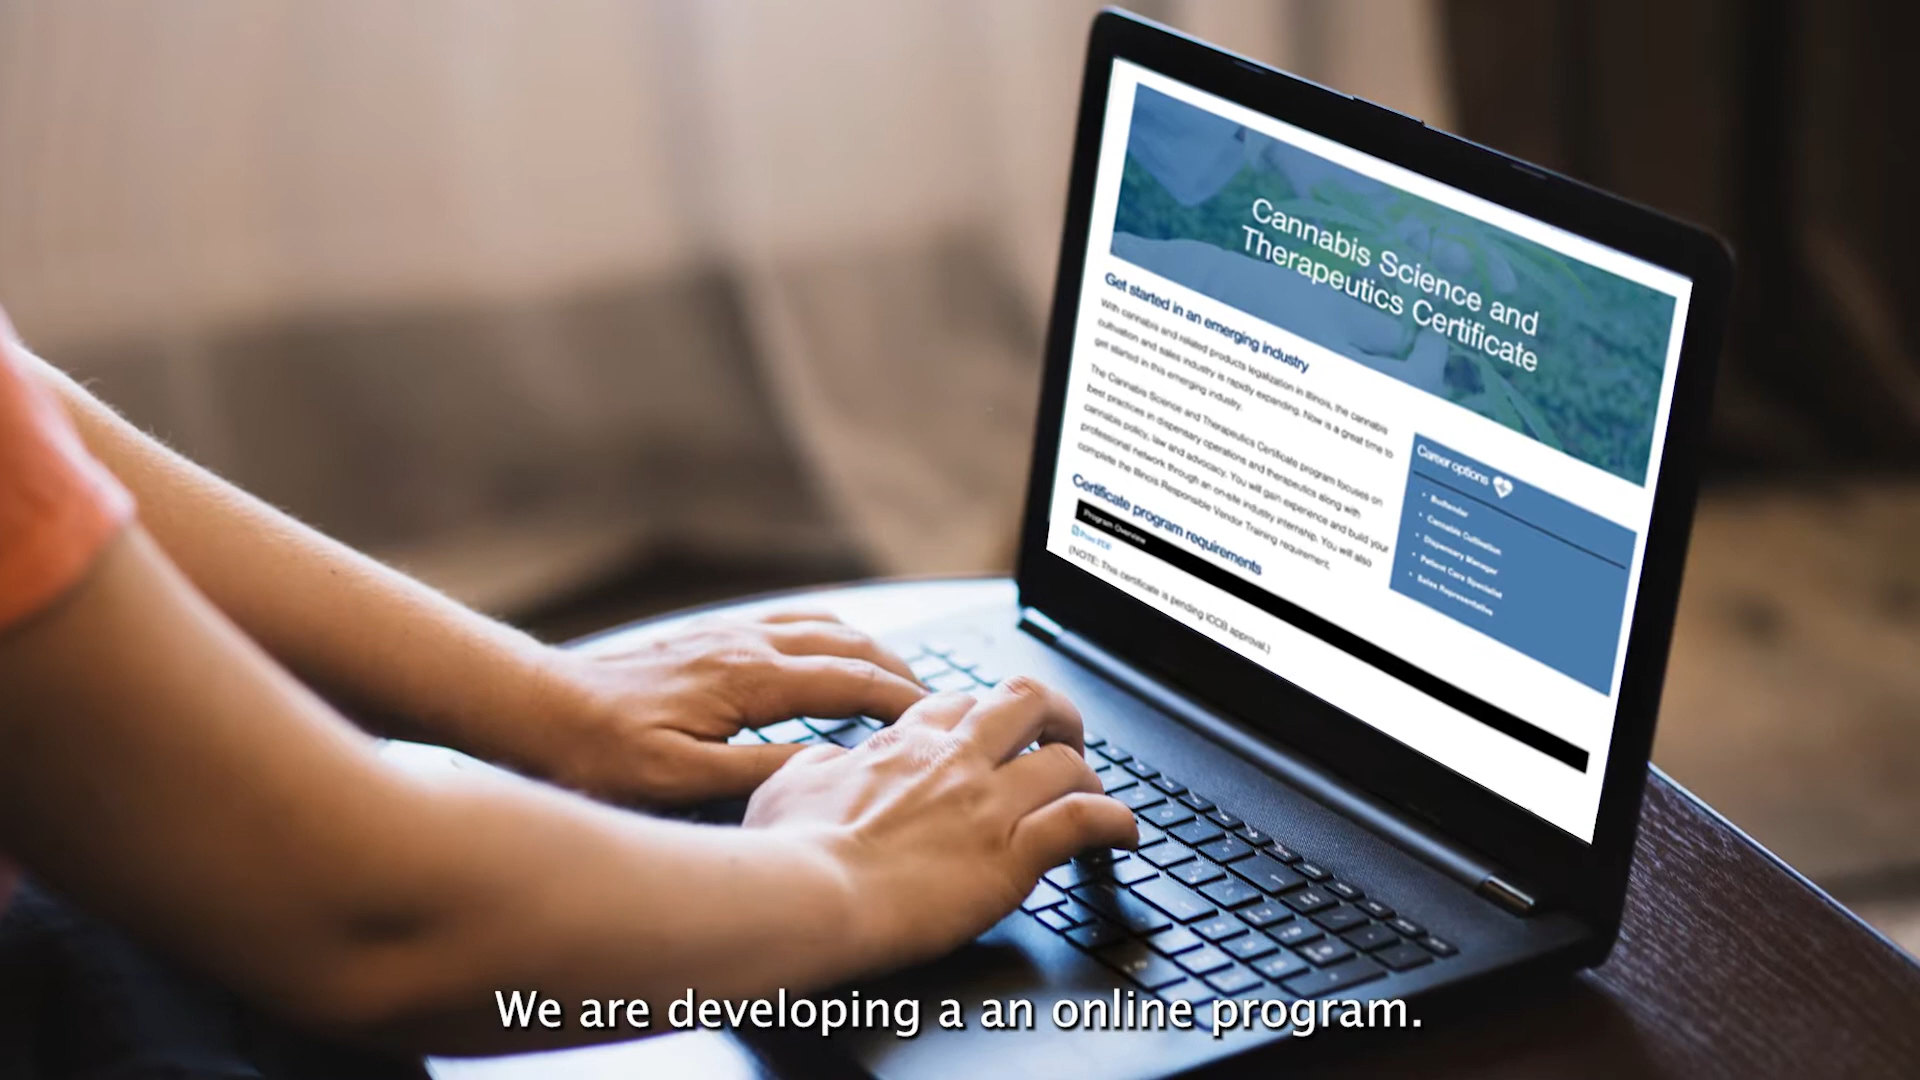 Cannabis Science and
Therapeutics Certificate
Get started in an emerging industry
With cannabis and related products legalization in Illinois, the cannabis
cultivation and sales industry is rapidly expanding. Now is a great time to
get started in this emerging industry.
The Cannabis Science and Therapeutics Certificate program focuses on
best practices in dispensary operations and therapeutics along with
cannabis policy, law and advocacy. You will gain experience and build your
professional network through an on-site industry internship. You will also
complete the Illinois Responsible Vendor Training requirement.
Career options
Budtender
Cannabis Cultivation
Dispensary Manager
Patient Care Specialist
Sales Representative
Certificate program requirements
Program Overview
Print PDF
(NOTE: This certificate is pending ICCB approval.)
We are developing a an online program.